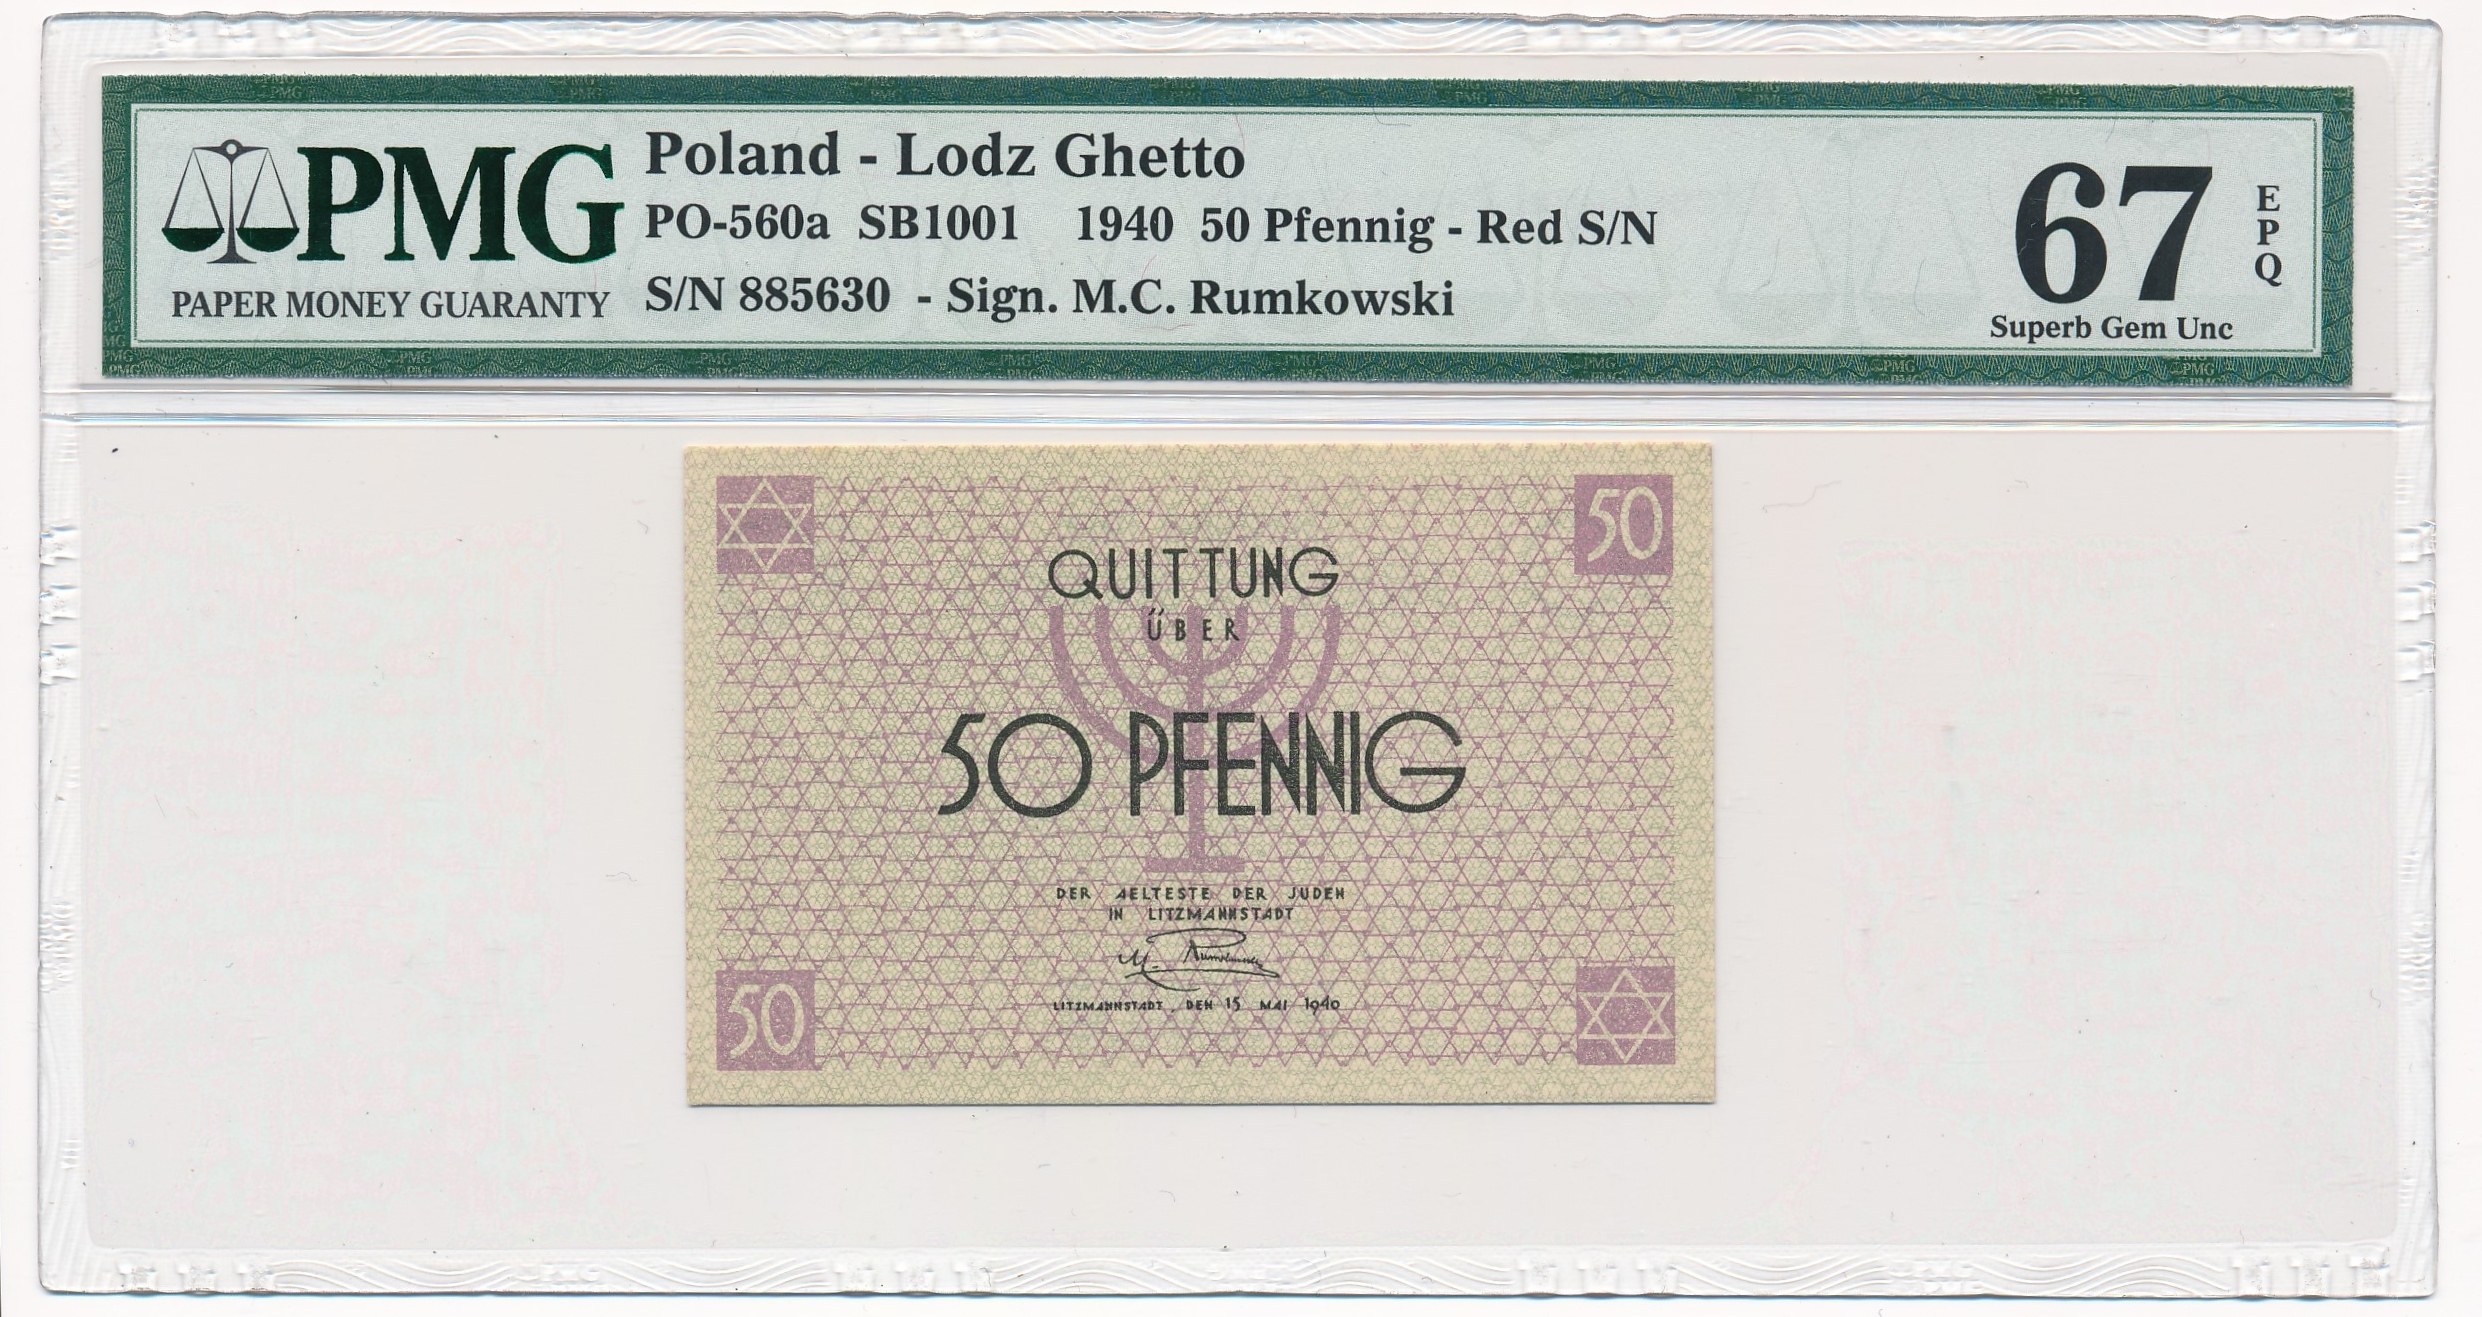 PMG
PAPER MONEY GUARANTY
Poland - Lodz Ghetto
PO-560a SB1001 1940 50 Pfennig - Red S/N
S/N 885630 - Sign. M.C. Rumkowski
67
EPQ
Superb Gem Unc
50
QUITTUNG
ÜBER
50 PFENNIG
DER AELTESTE DER JUDEN
IN LITZMANNSTADT
M. Rumkowski
LITZMANNSTADT, DEN 15 MAI 1940
50